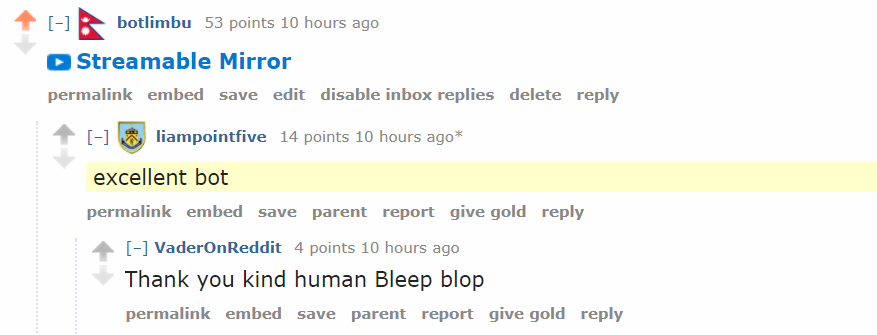 [–] botlimbu 53 points 10 hours ago
Streamable Mirror
permalink embed save edit disable inbox replies delete reply
[–] liampointfive 14 points 10 hours ago*
excellent bot
permalink embed save parent report give gold reply
[–] VaderOnReddit 4 points 10 hours ago
Thank you kind human Bleep blop
permalink embed save parent report give gold reply